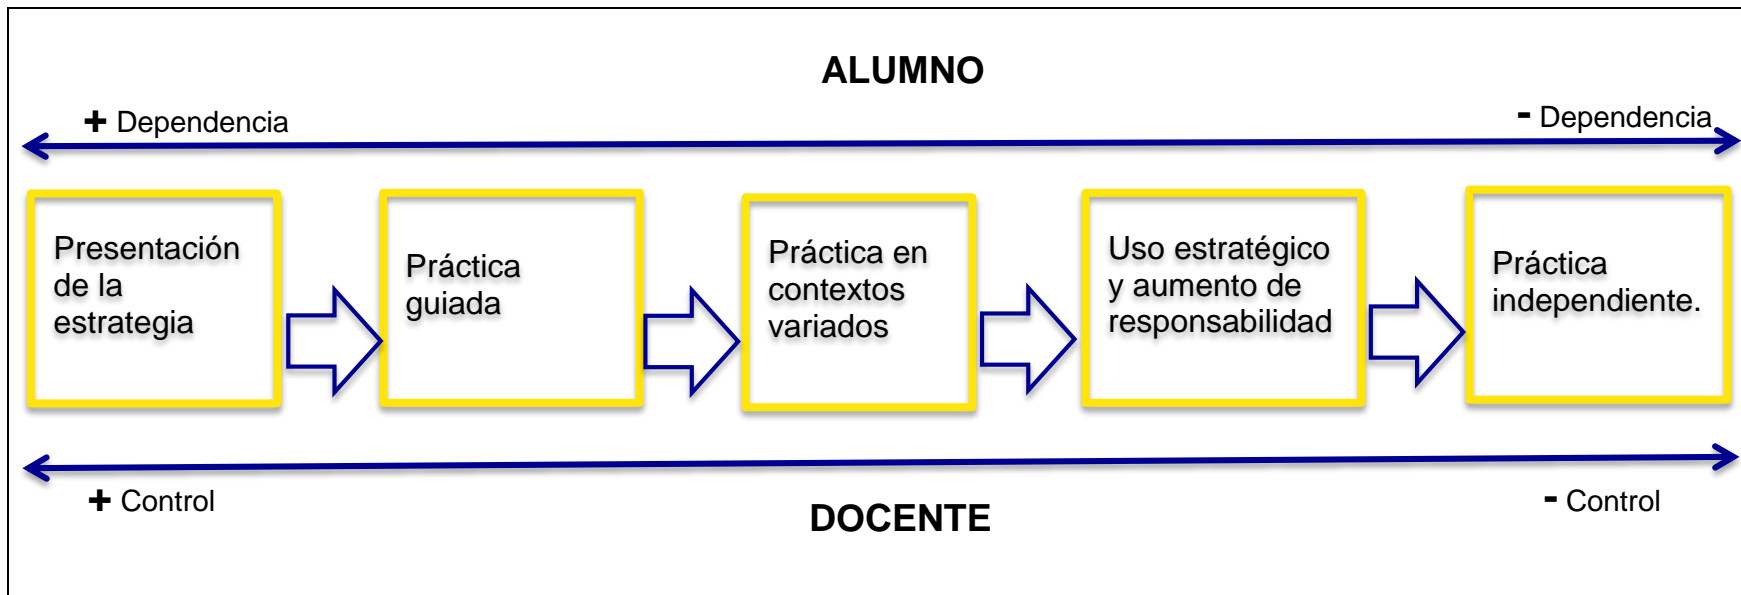 ALUMNO
+ Dependencia
- Dependencia
Presentación
de la
estrategia
Práctica
guiada
Práctica en
contextos
variados
Uso estratégico
y aumento de
responsabilidad
Práctica
independiente.
+ Control
- Control
DOCENTE